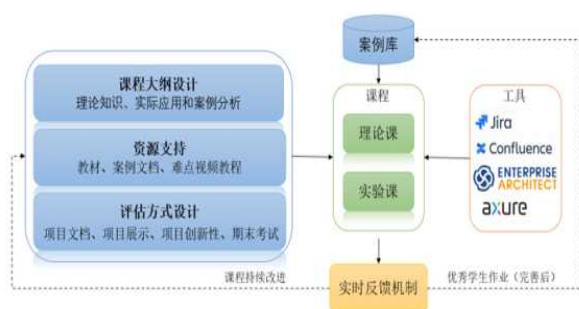 案例库
课程大纲设计
理论知识、实际应用和案例分析
资源支持
教材、案例文档、难点视频教程
评估方式设计
项目文档、项目展示、项目创新性、期末考试
课程
理论课
实验课
工具
Jira
Confluence
ENTERPRISE
ARCHITECT
axure
课程持续改进
实时反馈机制
优秀学生作业（完善后）